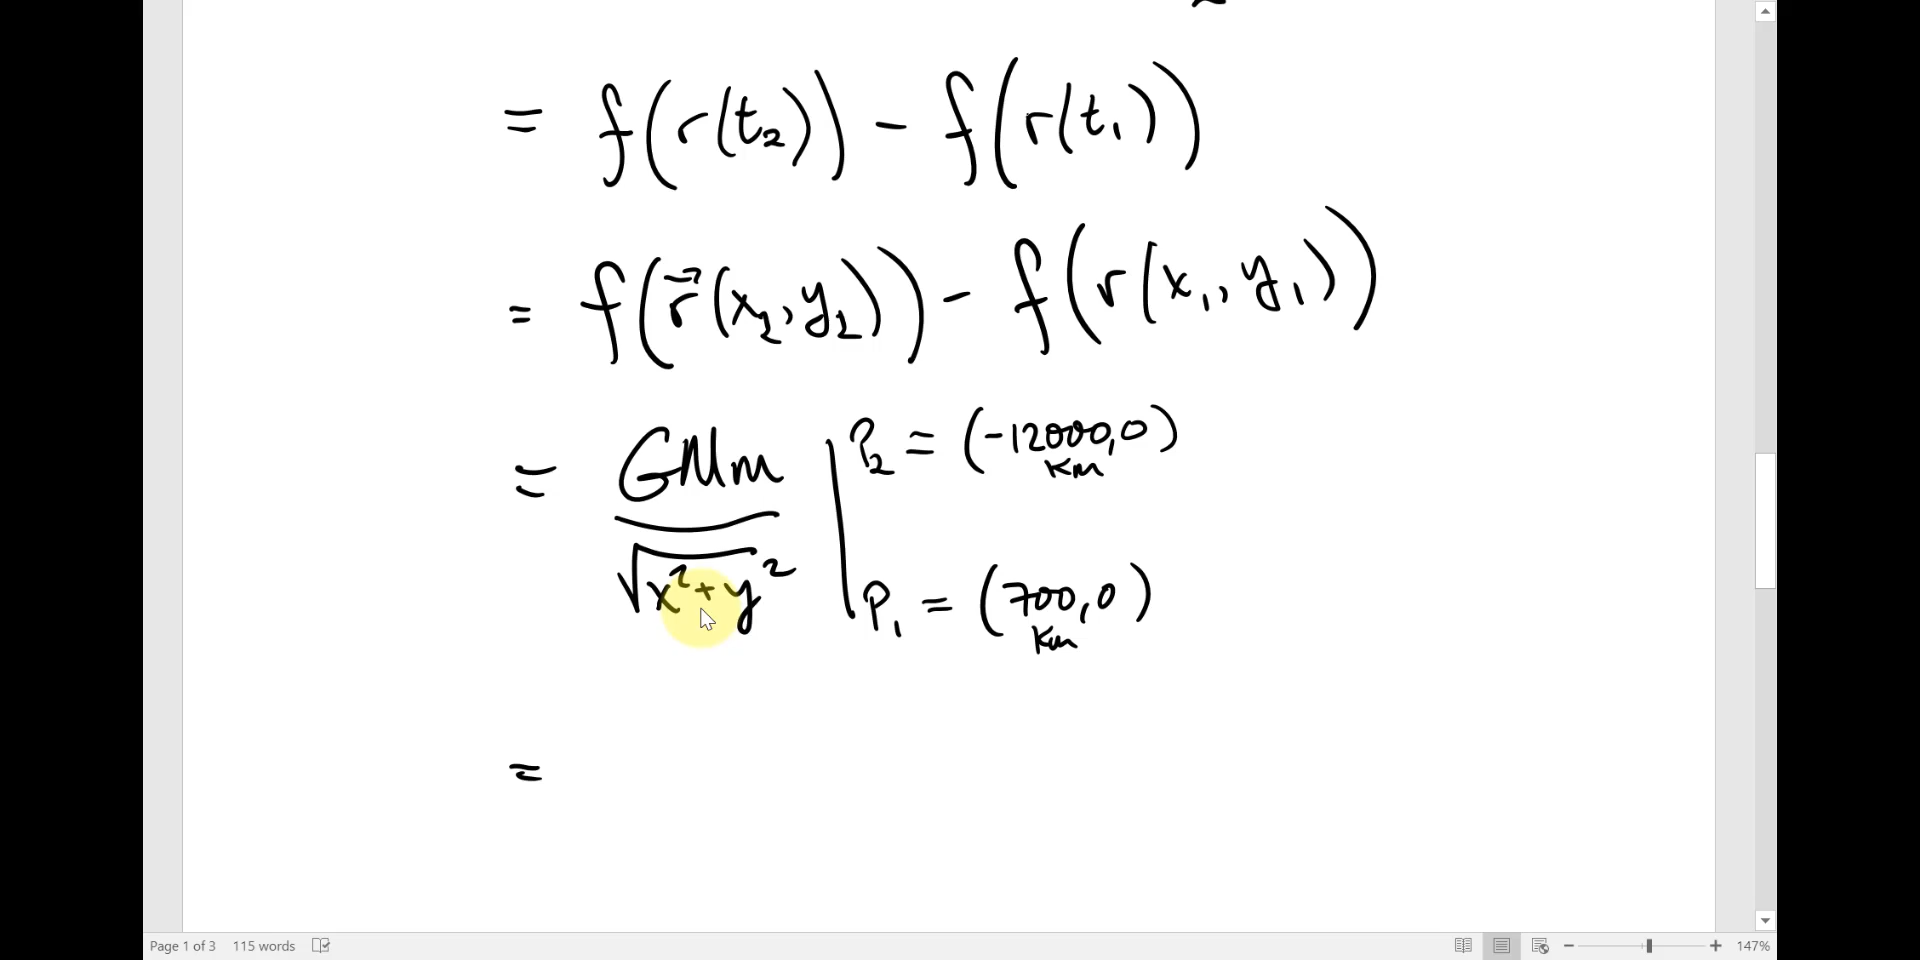 = f(r(t₂)) - f(r(t₁))
= f(r⃗(x₂,y₂)) - f(r(x₁,y₁))
= GMm / √x²+y² | P₂ = (-12000,0) km
P₁ = (700,0) km
=
Page 1 of 3 115 words 147%